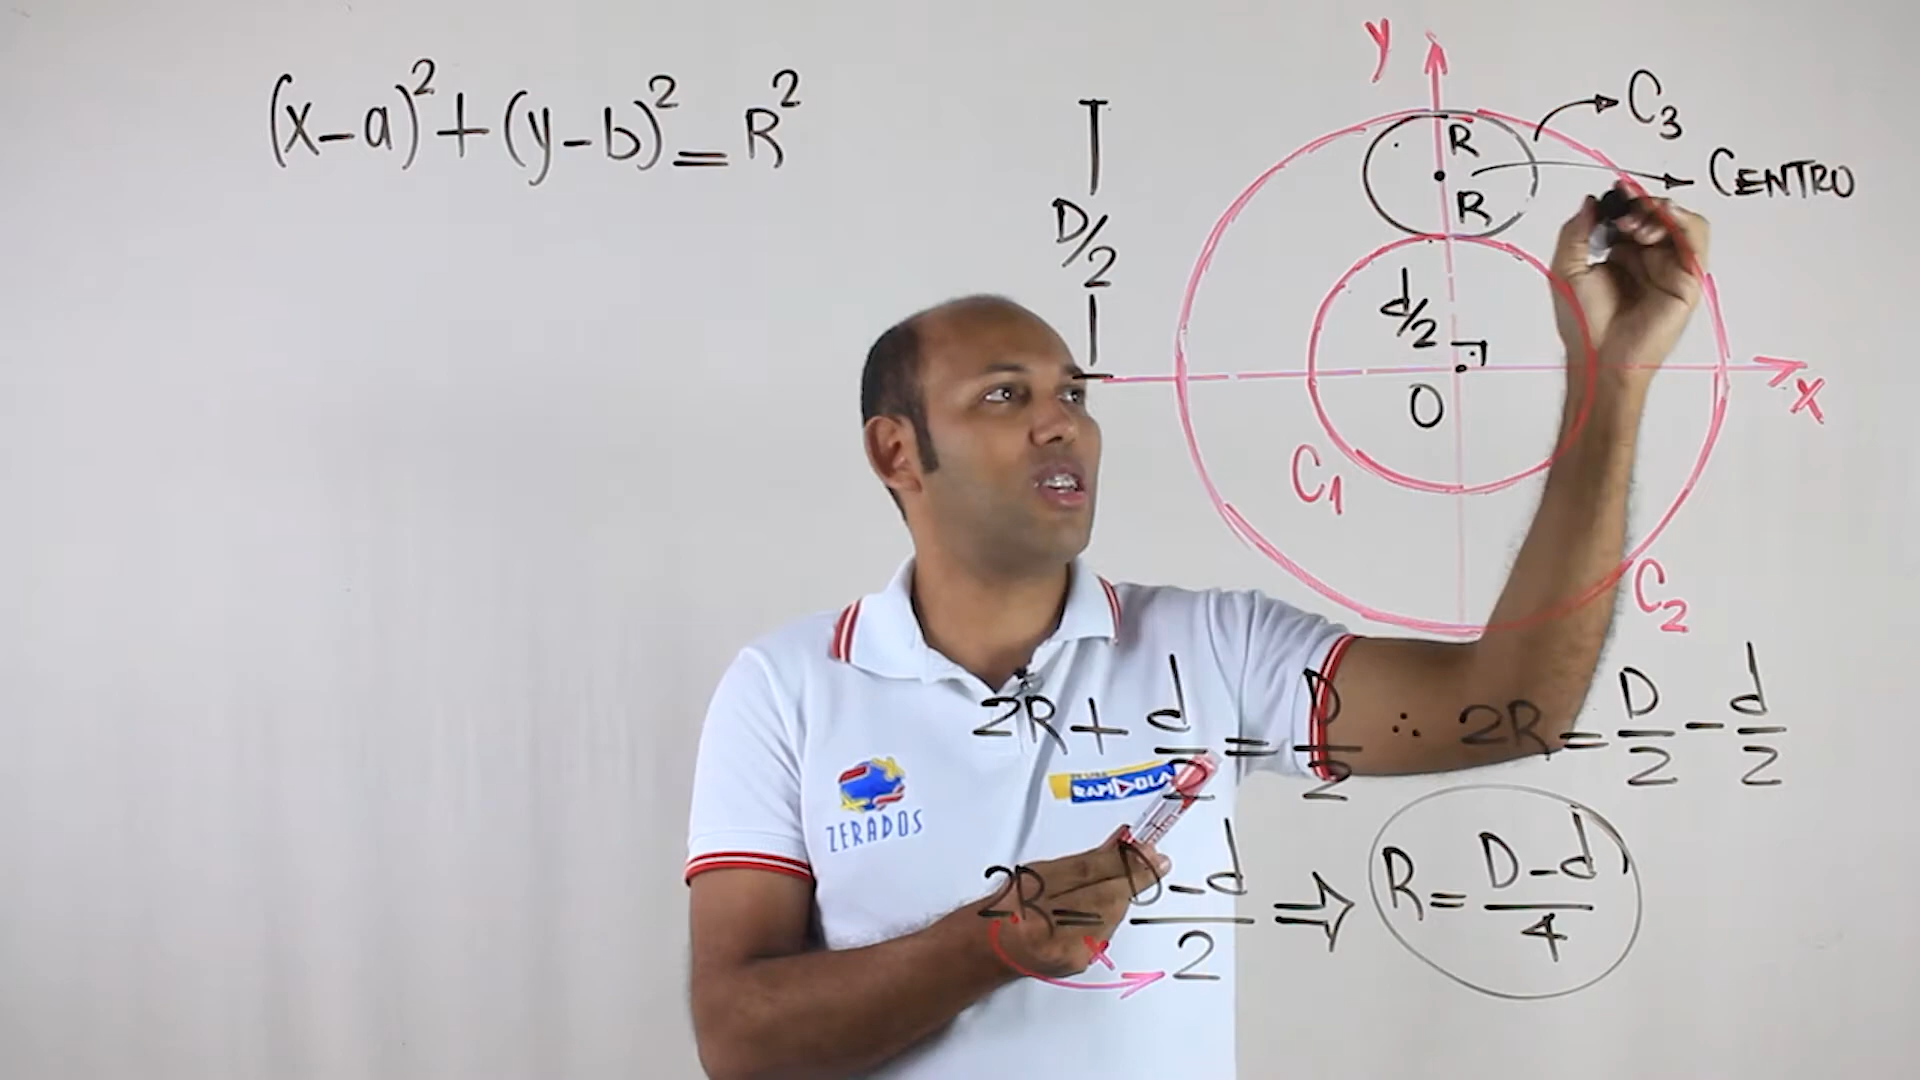 (x-a)²+(y-b)²=R²
y
C₃
R
CENTRO
R
D/2
d/2
O
x
C₁
C₂
2R+d/2=D/2 ∴ 2R=D/2-d/2
2R=D-d/2 ⇒ R=D-d/4
x
ZERADOS
RAPIDOLA